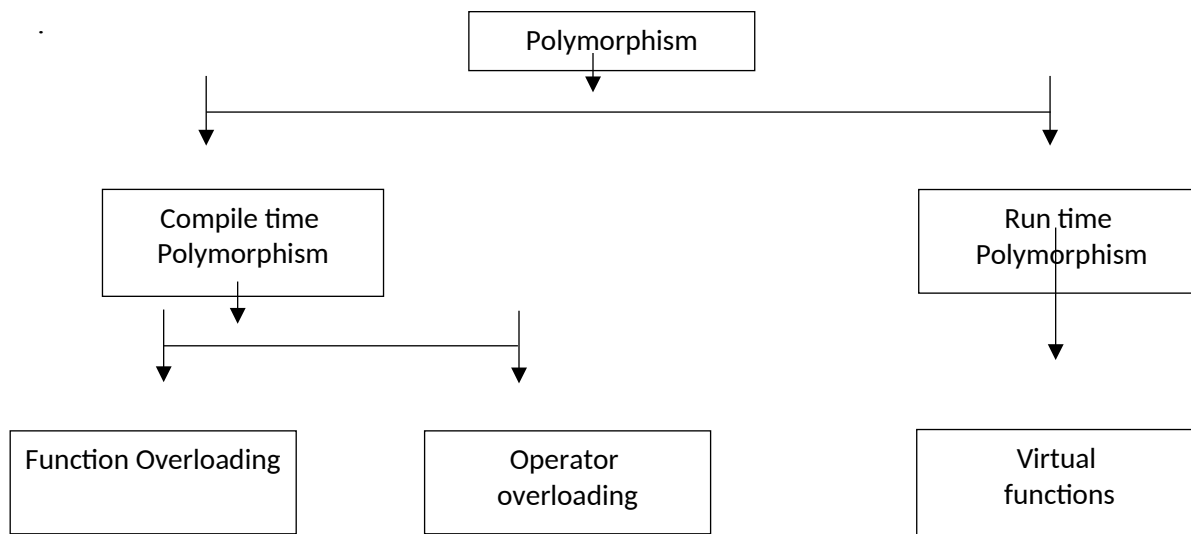 .
Polymorphism
Compile time
Polymorphism
Run time
Polymorphism
Function Overloading
Operator
overloading
Virtual
functions